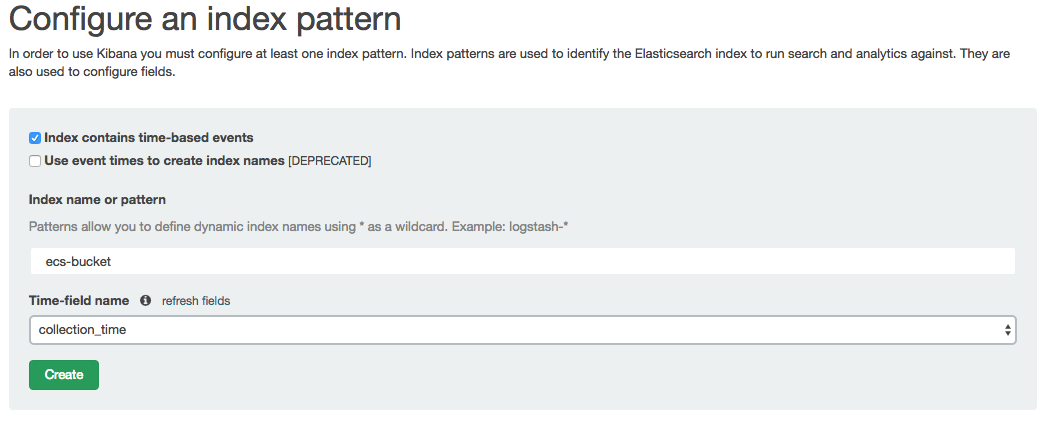 Configure an index pattern
In order to use Kibana you must configure at least one index pattern. Index patterns are used to identify the Elasticsearch index to run search and analytics against. They are
also used to configure fields.
Index contains time-based events
Use event times to create index names [DEPRECATED]
Index name or pattern
Patterns allow you to define dynamic index names using * as a wildcard. Example: logstash-*
ecs-bucket
Time-field name refresh fields
collection_time
Create